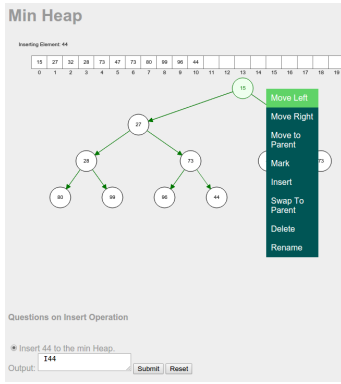 Min Heap
Inserting Element: 44
15 27 32 28 73 47 73 80 99 96 44
0 1 2 3 4 5 6 7 8 9 10 11 12 13 14 15 16 17 18 19
15
27
28 73 73
80 99 96 44
Move Left
Move Right
Move to
Parent
Mark
Insert
Swap To
Parent
Delete
Rename
Questions on Insert Operation
Insert 44 to the min Heap.
Output: I44 Submit Reset